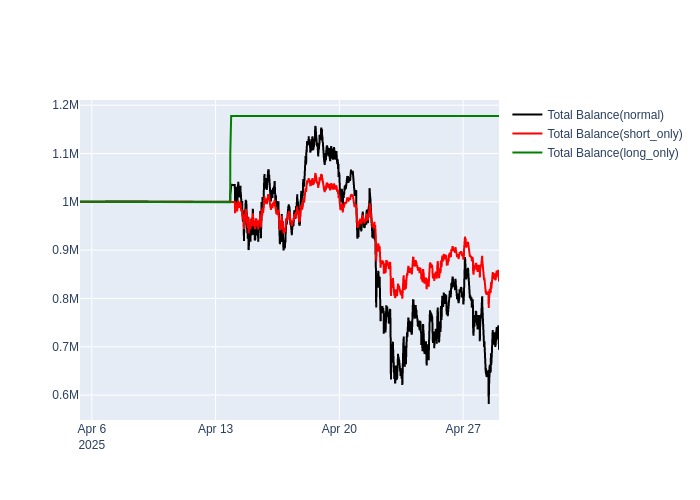 1.2M
1.1M
1M
0.9M
0.8M
0.7M
0.6M
Apr 6
2025
Apr 13
Apr 20
Apr 27
Total Balance(normal)
Total Balance(short_only)
Total Balance(long_only)